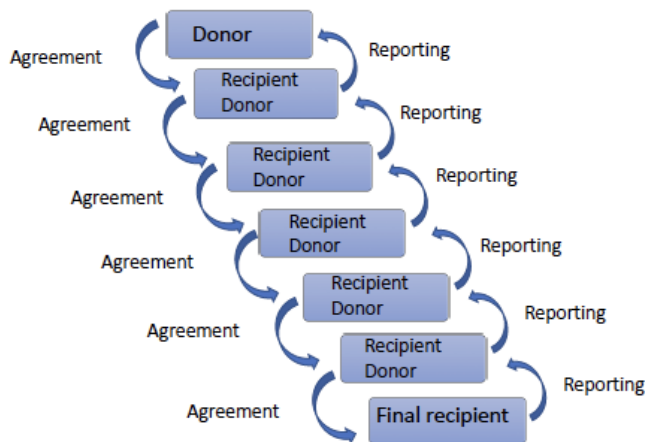 Donor
Agreement
Reporting
Recipient
Donor
Agreement
Reporting
Recipient
Donor
Agreement
Reporting
Recipient
Donor
Agreement
Reporting
Recipient
Donor
Agreement
Reporting
Recipient
Donor
Agreement
Reporting
Final recipient